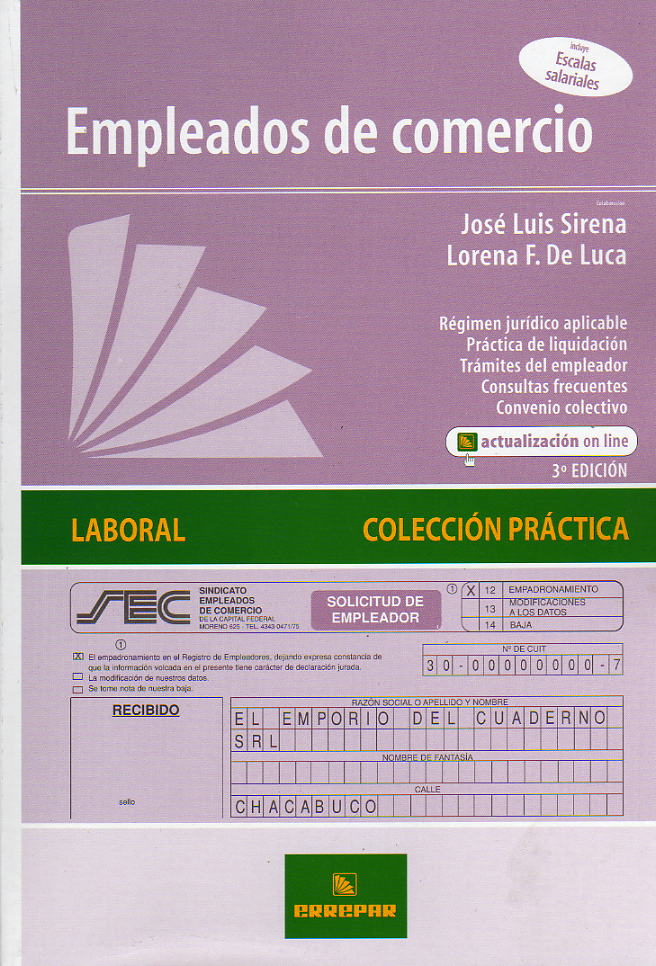 incluye
Escalas
salariales
Empleados de comercio
Colaboración
José Luis Sirena
Lorena F. De Luca
Régimen jurídico aplicable
Práctica de liquidación
Trámites del empleador
Consultas frecuentes
Convenio colectivo
actualización on line
3º EDICIÓN
LABORAL
COLECCIÓN PRÁCTICA
SEC
SINDICATO
EMPLEADOS
DE COMERCIO
DE LA CAPITAL FEDERAL
MORENO 625 - TEL. 4343 0471/75
SOLICITUD DE
EMPLEADOR
1
X 12 EMPADRONAMIENTO
13 MODIFICACIONES
A LOS DATOS
14 BAJA
1
X El empadronamiento en el Registro de Empleadores, dejando expresa constancia de
que la información volcada en el presente tiene carácter de declaración jurada.
La modificación de nuestros datos.
Se tome nota de nuestra baja.
Nº DE CUIT
30-00000000-7
RECIBIDO
sello
RAZÓN SOCIAL O APELLIDO Y NOMBRE
EL EMPORIO DEL CUADERNO
SRL
NOMBRE DE FANTASÍA
CALLE
CHACABUCO
ERREPAR